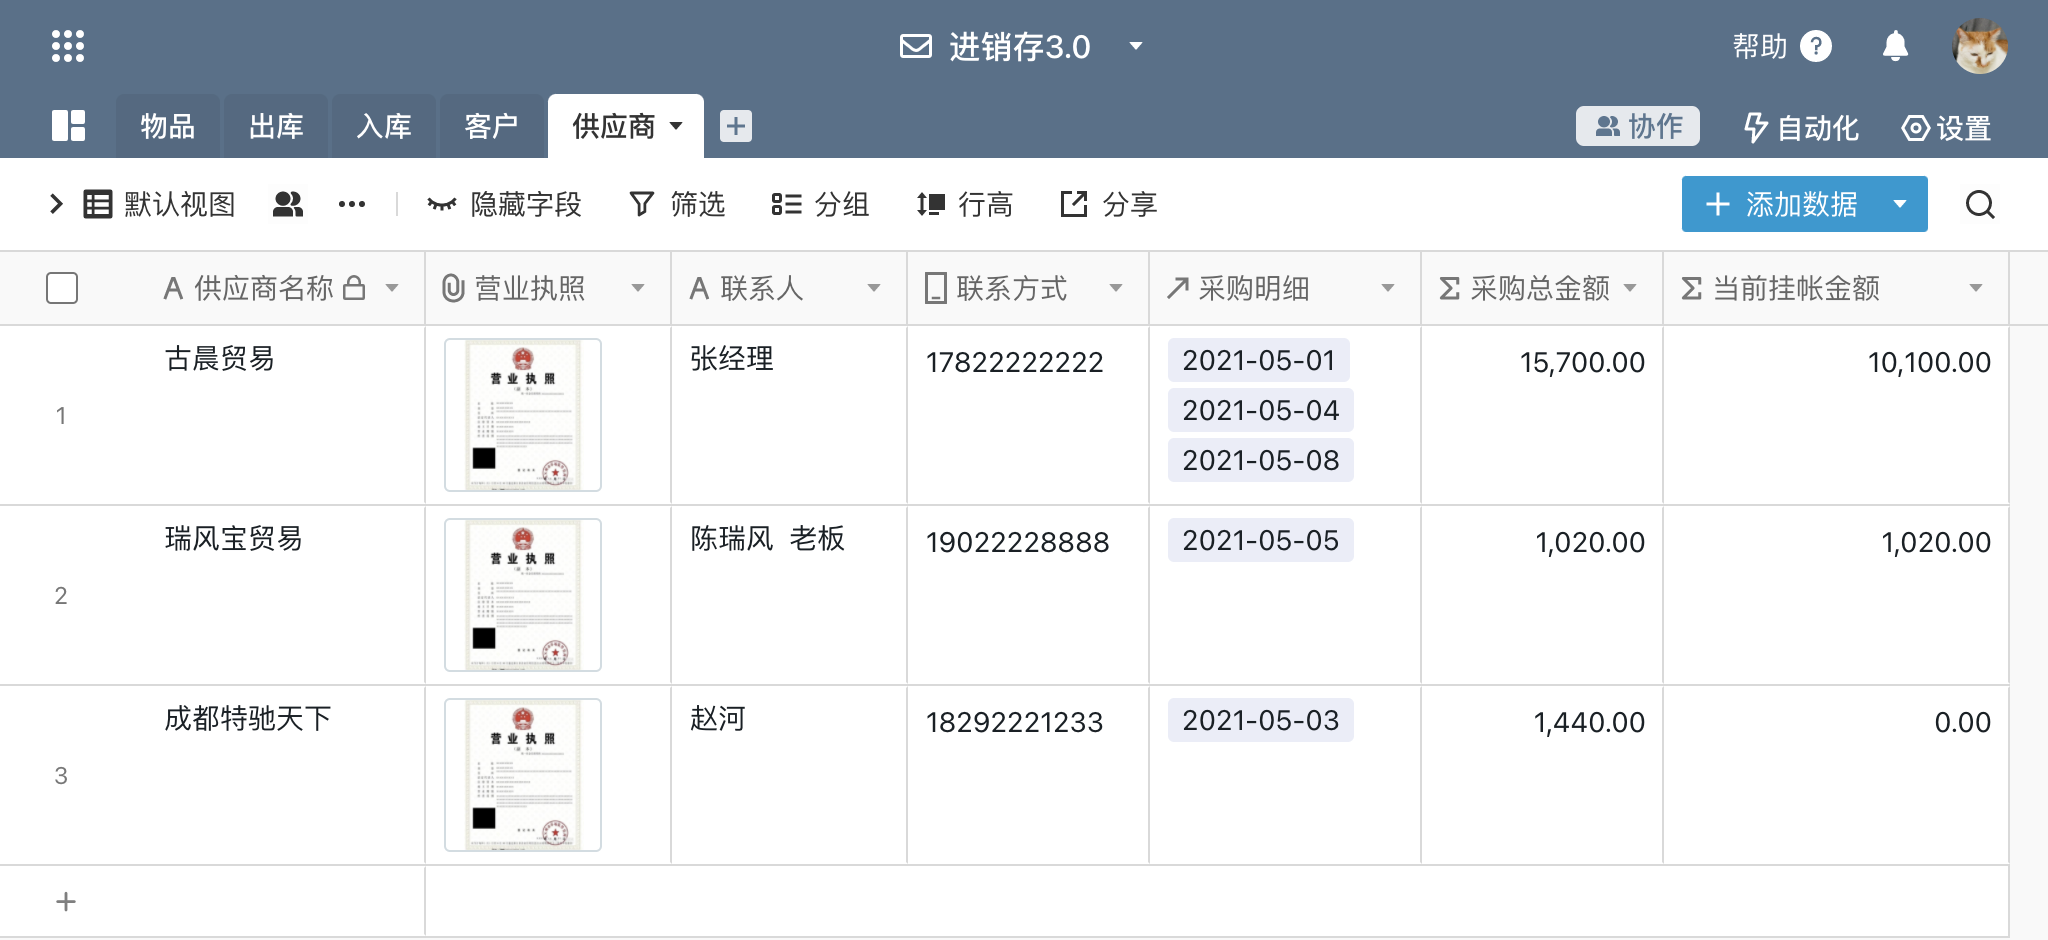 进销存3.0
帮助 ?
物品 出库 入库 客户 供应商
协作 自动化 设置
默认视图 隐藏字段 筛选 分组 行高 分享
添加数据
供应商名称 营业执照 联系人 联系方式 采购明细 采购总金额 当前挂帐金额
1 古晨贸易 营业执照 张经理 17822222222 2021-05-01 15,700.00 10,100.00
2021-05-04
2021-05-08
2 瑞风宝贸易 营业执照 陈瑞风 老板 19022228888 2021-05-05 1,020.00 1,020.00
3 成都特驰天下 营业执照 赵河 18292221233 2021-05-03 1,440.00 0.00